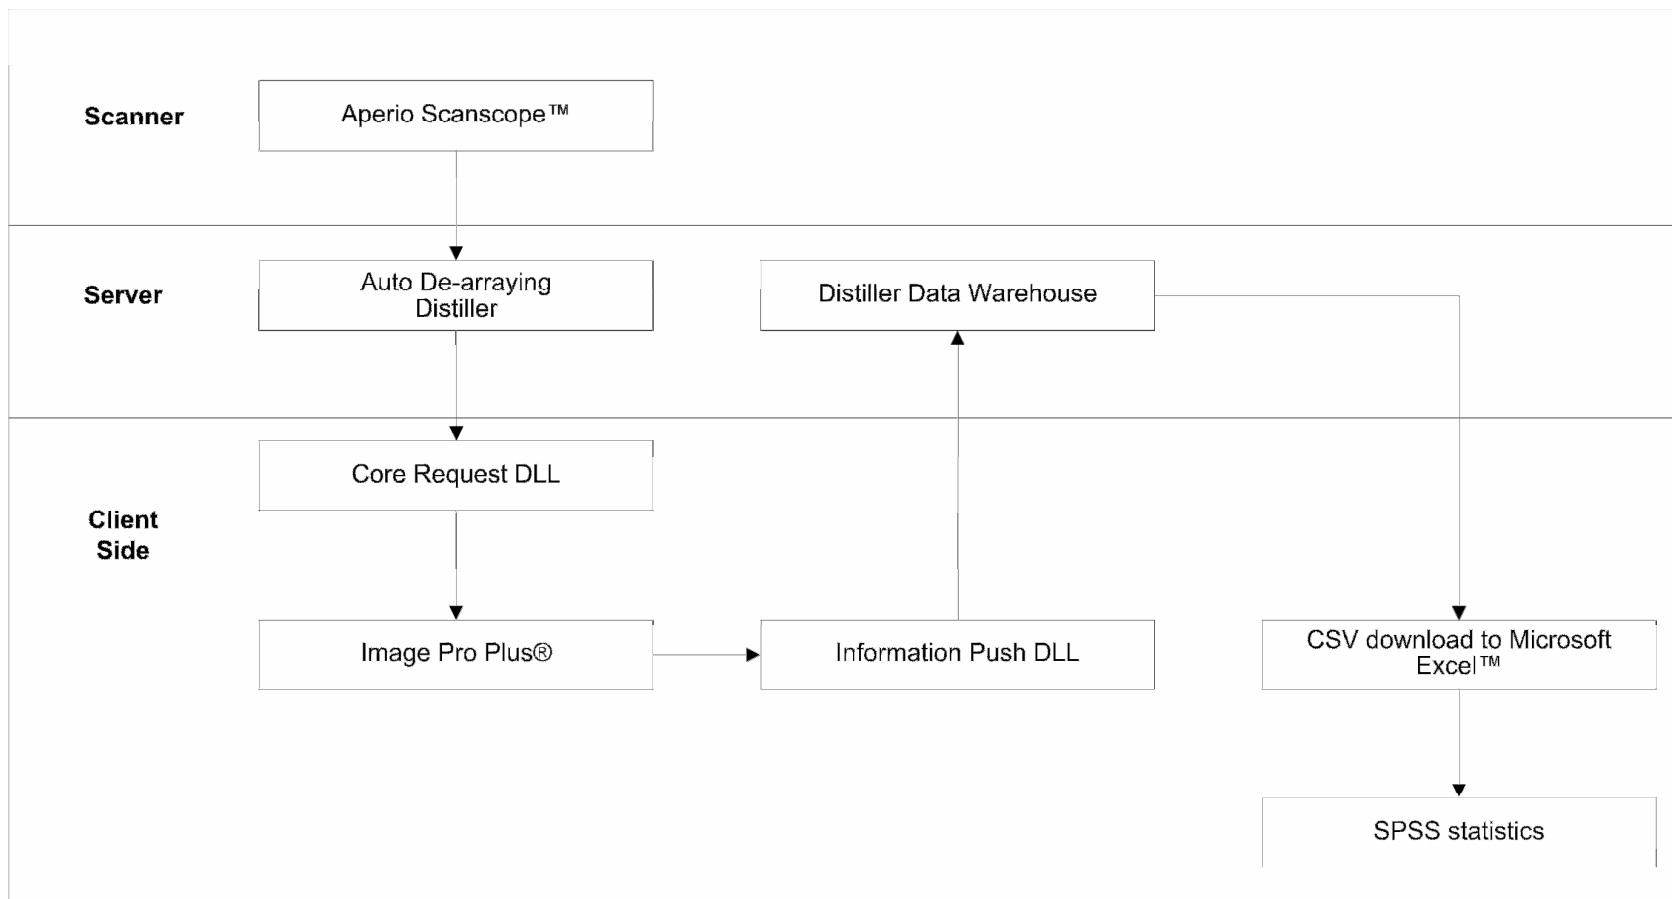 Scanner
Aperio Scanscope™
Server
Auto De-arraying
Distiller
Distiller Data Warehouse
Core Request DLL
Client
Side
Image Pro Plus®
Information Push DLL
CSV download to Microsoft
Excel™
SPSS statistics